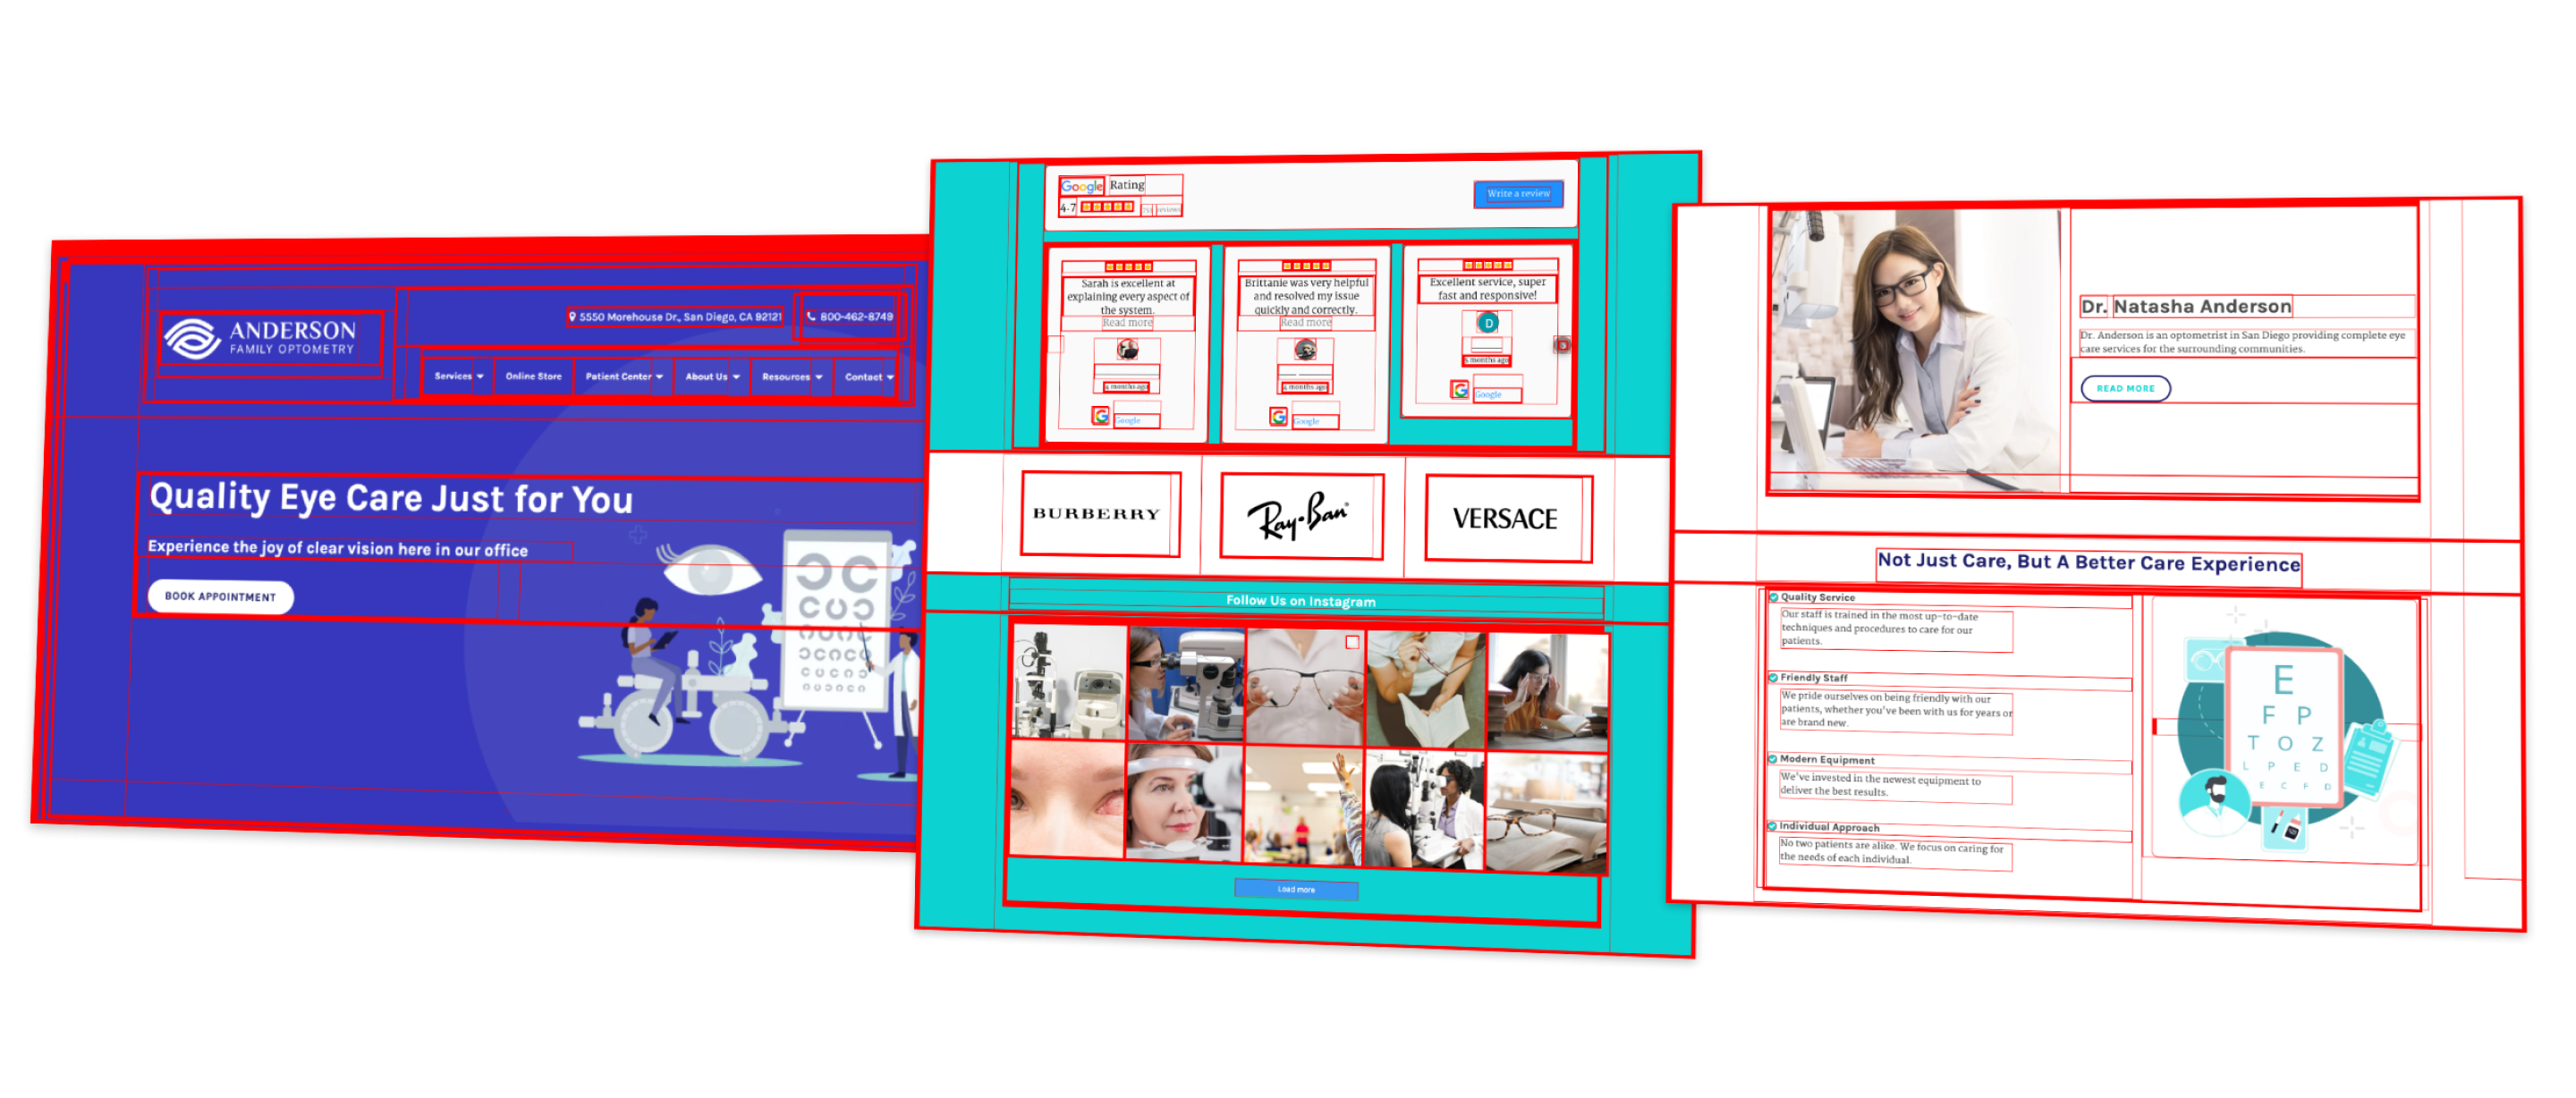 ANDERSON
FAMILY OPTOMETRY
5550 Morehouse Dr., San Diego, CA 92121
800-462-8749
Services
Online Store
Patient Center
About Us
Resources
Contact
Quality Eye Care Just for You
Experience the joy of clear vision here in our office
BOOK APPOINTMENT
Google Rating
4.7
reviews
Write a review
Sarah is excellent at
explaining every aspect of
the system.
Read more
4 months ago
Google
Brittanie was very helpful
and resolved my issue
quickly and correctly.
Read more
4 months ago
Google
Excellent service, super
fast and responsive!
D
5 months ago
Google
BURBERRY
Ray-Ban
VERSACE
Follow Us on Instagram
Load more
Dr. Natasha Anderson
Dr. Anderson is an optometrist in San Diego providing complete eye
care services for the surrounding communities.
READ MORE
Not Just Care, But A Better Care Experience
Quality Service
Our staff is trained in the most up-to-date
techniques and procedures to care for our
patients.
Friendly Staff
We pride ourselves on being friendly with our
patients, whether you've been with us for years or
are brand new.
Modern Equipment
We've invested in the newest equipment to
deliver the best results.
Individual Approach
No two patients are alike. We focus on caring for
the needs of each individual.
E
F P
T O Z
L P E D
E C F D